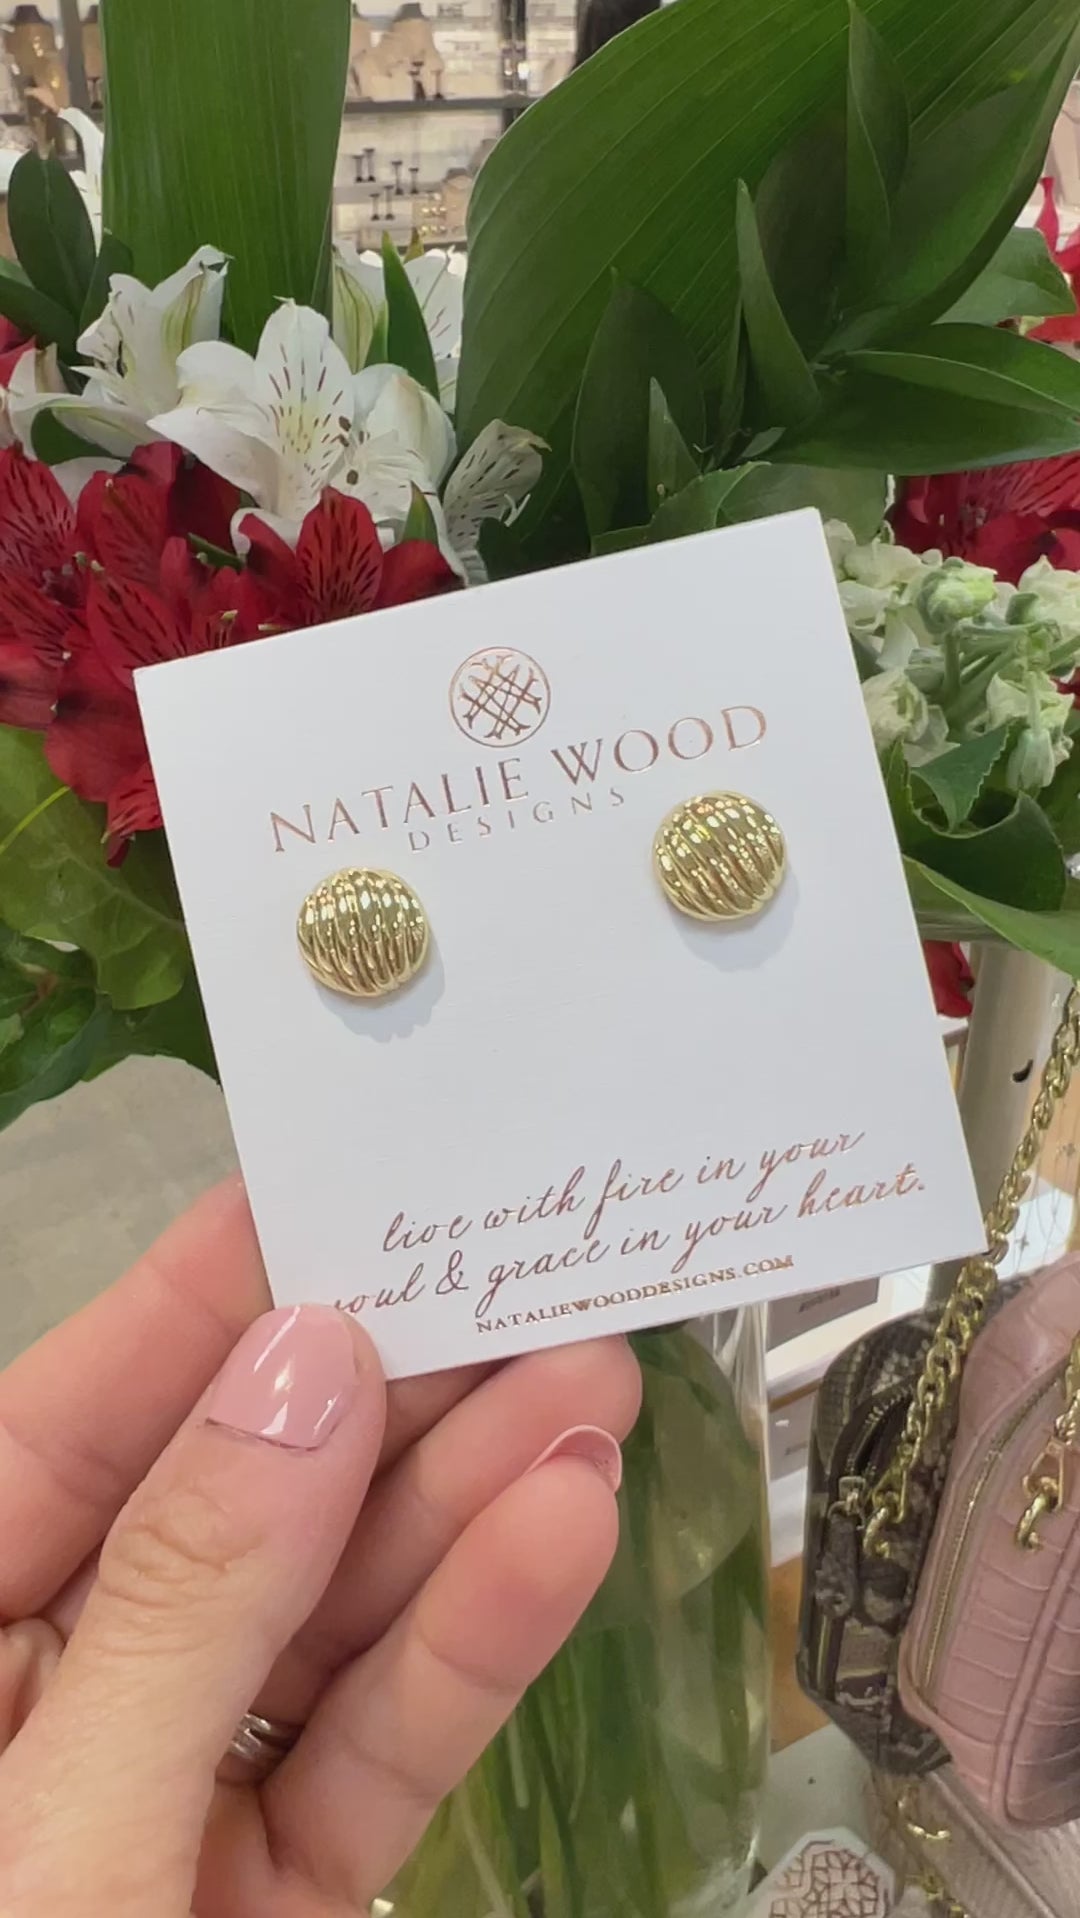 NATALIE WOOD
DESIGNS
live with fire in your
soul & grace in your heart.
NATALIEWOODDESIGNS.COM